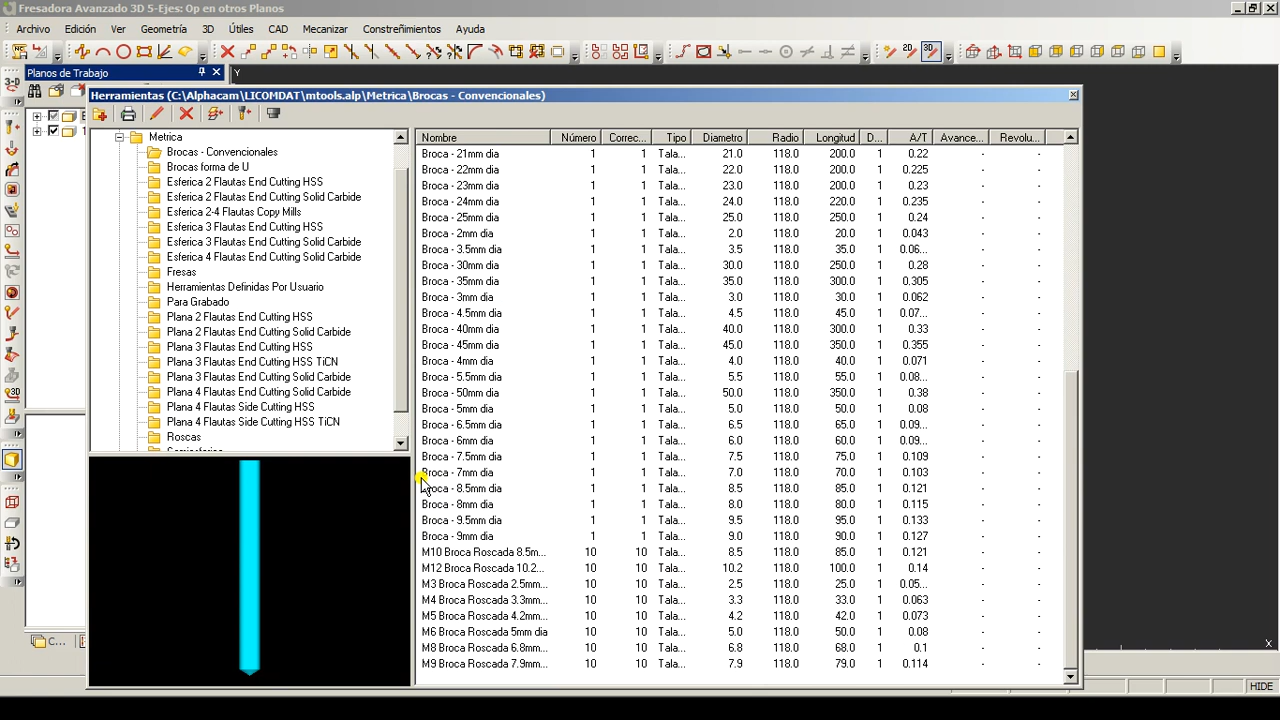 Fresadora Avanzado 3D 5-Ejes: Op en otros Planos
Archivo Edición Ver Geometría 3D Útiles CAD Mecanizar Constreñimientos Ayuda
Planos de Trabajo
Y
Herramientas (C:\Alphacam\LICOMDAT\mtools.alp\Metrica\Brocas - Convencionales)
Metrica
Brocas - Convencionales
Brocas forma de U
Esferica 2 Flautas End Cutting HSS
Esferica 2 Flautas End Cutting Solid Carbide
Esferica 2-4 Flautas Copy Mills
Esferica 3 Flautas End Cutting HSS
Esferica 3 Flautas End Cutting Solid Carbide
Esferica 4 Flautas End Cutting Solid Carbide
Fresas
Herramientas Definidas Por Usuario
Para Grabado
Plana 2 Flautas End Cutting HSS
Plana 2 Flautas End Cutting Solid Carbide
Plana 3 Flautas End Cutting HSS
Plana 3 Flautas End Cutting HSS TiCN
Plana 3 Flautas End Cutting Solid Carbide
Plana 4 Flautas End Cutting Solid Carbide
Plana 4 Flautas Side Cutting HSS
Plana 4 Flautas Side Cutting HSS TiCN
Roscas
Nombre Número Correc... Tipo Diametro Radio Longitud D... A/T Avance... Revolu...
Broca - 21mm dia 1 1 Tala... 21.0 118.0 200.0 1 0.22 - -
Broca - 22mm dia 1 1 Tala... 22.0 118.0 200.0 1 0.225 - -
Broca - 23mm dia 1 1 Tala... 23.0 118.0 200.0 1 0.23 - -
Broca - 24mm dia 1 1 Tala... 24.0 118.0 220.0 1 0.235 - -
Broca - 25mm dia 1 1 Tala... 25.0 118.0 250.0 1 0.24 - -
Broca - 2mm dia 1 1 Tala... 2.0 118.0 20.0 1 0.043 - -
Broca - 3.5mm dia 1 1 Tala... 3.5 118.0 35.0 1 0.06... - -
Broca - 30mm dia 1 1 Tala... 30.0 118.0 250.0 1 0.28 - -
Broca - 35mm dia 1 1 Tala... 35.0 118.0 300.0 1 0.305 - -
Broca - 3mm dia 1 1 Tala... 3.0 118.0 30.0 1 0.062 - -
Broca - 4.5mm dia 1 1 Tala... 4.5 118.0 45.0 1 0.07... - -
Broca - 40mm dia 1 1 Tala... 40.0 118.0 300.0 1 0.33 - -
Broca - 45mm dia 1 1 Tala... 45.0 118.0 350.0 1 0.355 - -
Broca - 4mm dia 1 1 Tala... 4.0 118.0 40.0 1 0.071 - -
Broca - 5.5mm dia 1 1 Tala... 5.5 118.0 55.0 1 0.08... - -
Broca - 50mm dia 1 1 Tala... 50.0 118.0 350.0 1 0.38 - -
Broca - 5mm dia 1 1 Tala... 5.0 118.0 50.0 1 0.08 - -
Broca - 6.5mm dia 1 1 Tala... 6.5 118.0 65.0 1 0.09... - -
Broca - 6mm dia 1 1 Tala... 6.0 118.0 60.0 1 0.09... - -
Broca - 7.5mm dia 1 1 Tala... 7.5 118.0 75.0 1 0.109 - -
Broca - 7mm dia 1 1 Tala... 7.0 118.0 70.0 1 0.103 - -
Broca - 8.5mm dia 1 1 Tala... 8.5 118.0 85.0 1 0.121 - -
Broca - 8mm dia 1 1 Tala... 8.0 118.0 80.0 1 0.115 - -
Broca - 9.5mm dia 1 1 Tala... 9.5 118.0 95.0 1 0.133 - -
Broca - 9mm dia 1 1 Tala... 9.0 118.0 90.0 1 0.127 - -
M10 Broca Roscada 8.5m... 10 10 Tala... 8.5 118.0 85.0 1 0.121 - -
M12 Broca Roscada 10.2... 10 10 Tala... 10.2 118.0 100.0 1 0.14 - -
M3 Broca Roscada 2.5mm... 10 10 Tala... 2.5 118.0 25.0 1 0.05... - -
M4 Broca Roscada 3.3mm... 10 10 Tala... 3.3 118.0 33.0 1 0.063 - -
M5 Broca Roscada 4.2mm... 10 10 Tala... 4.2 118.0 42.0 1 0.073 - -
M6 Broca Roscada 5mm dia 10 10 Tala... 5.0 118.0 50.0 1 0.08 - -
M8 Broca Roscada 6.8mm... 10 10 Tala... 6.8 118.0 68.0 1 0.1 - -
M9 Broca Roscada 7.9mm... 10 10 Tala... 7.9 118.0 79.0 1 0.114 - -
C...
X
HIDE